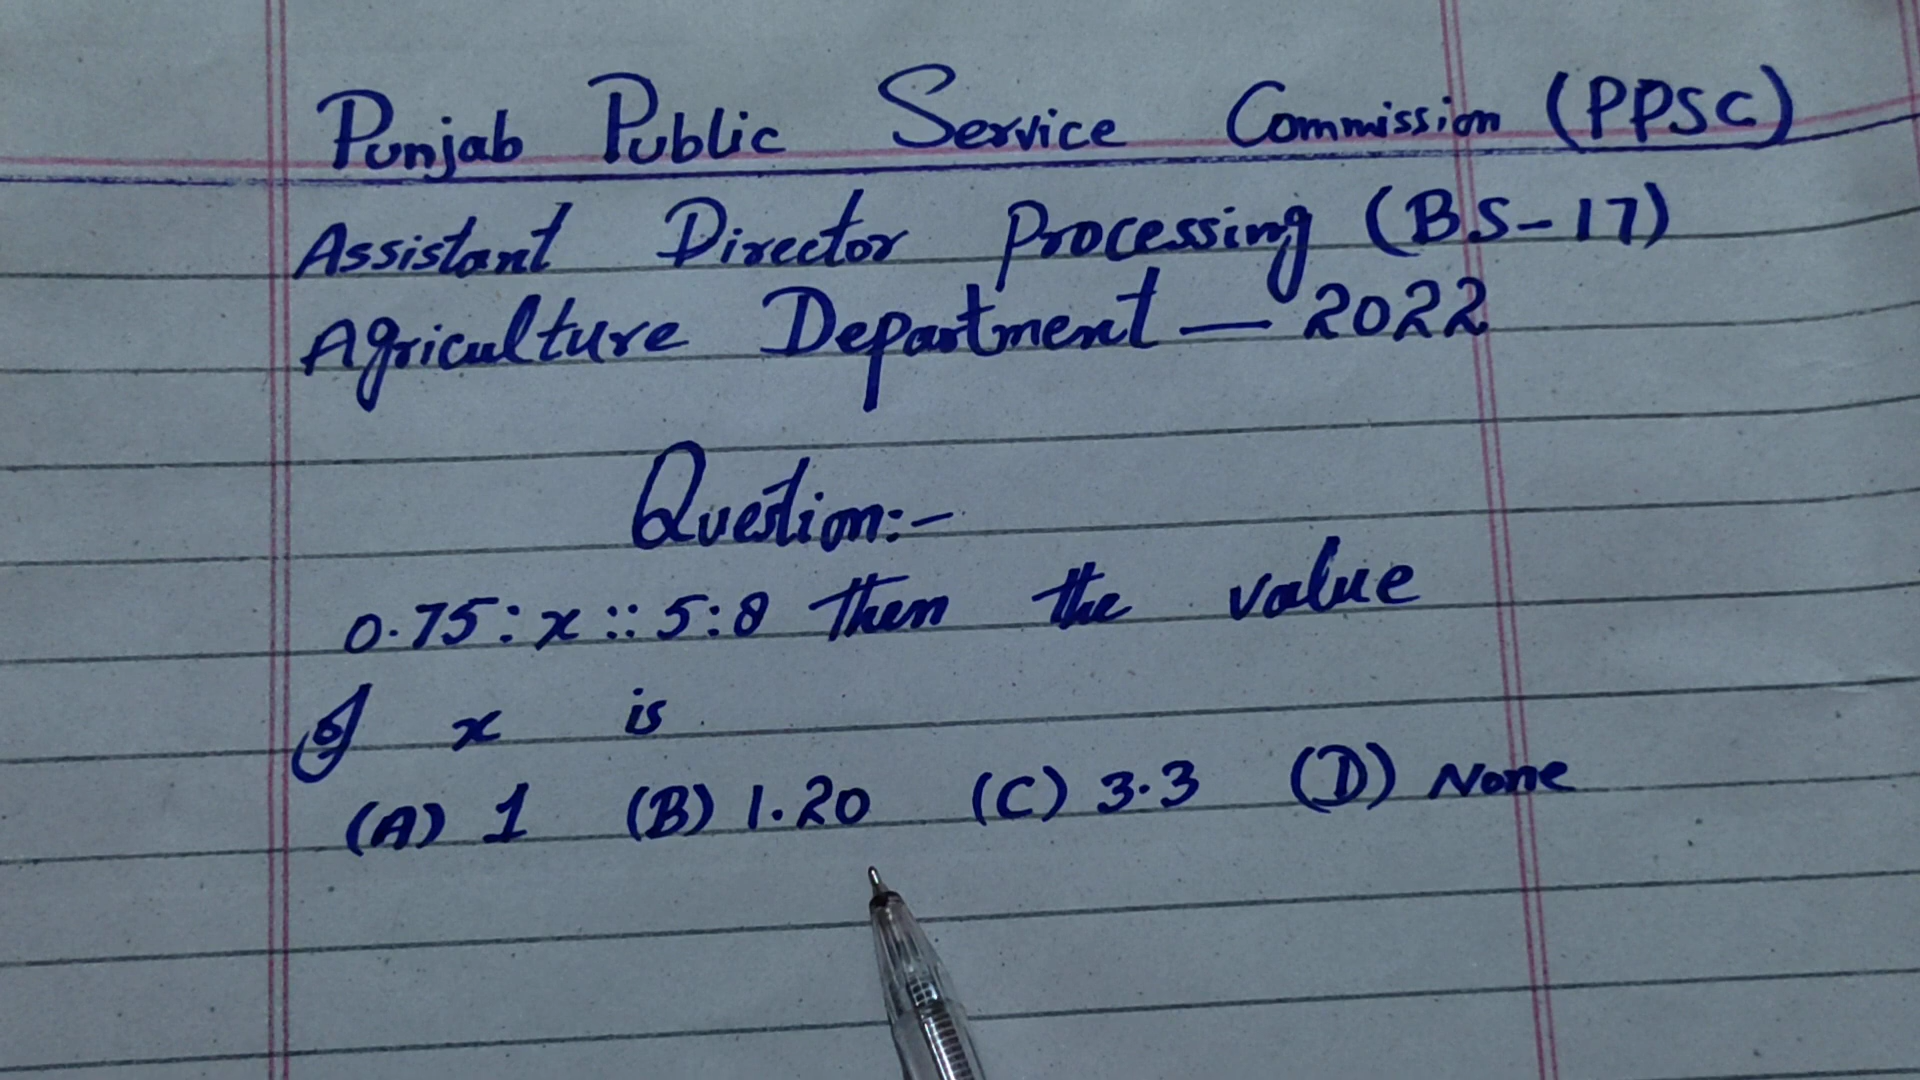 Punjab Public Service Commission (PPSC)
Assistant Director Processing (BS-17)
Agriculture Department — 2022
Question:-
0.75 : x :: 5 : 8 then the value
of x is
(A) 1 (B) 1.20 (C) 3.3 (D) None